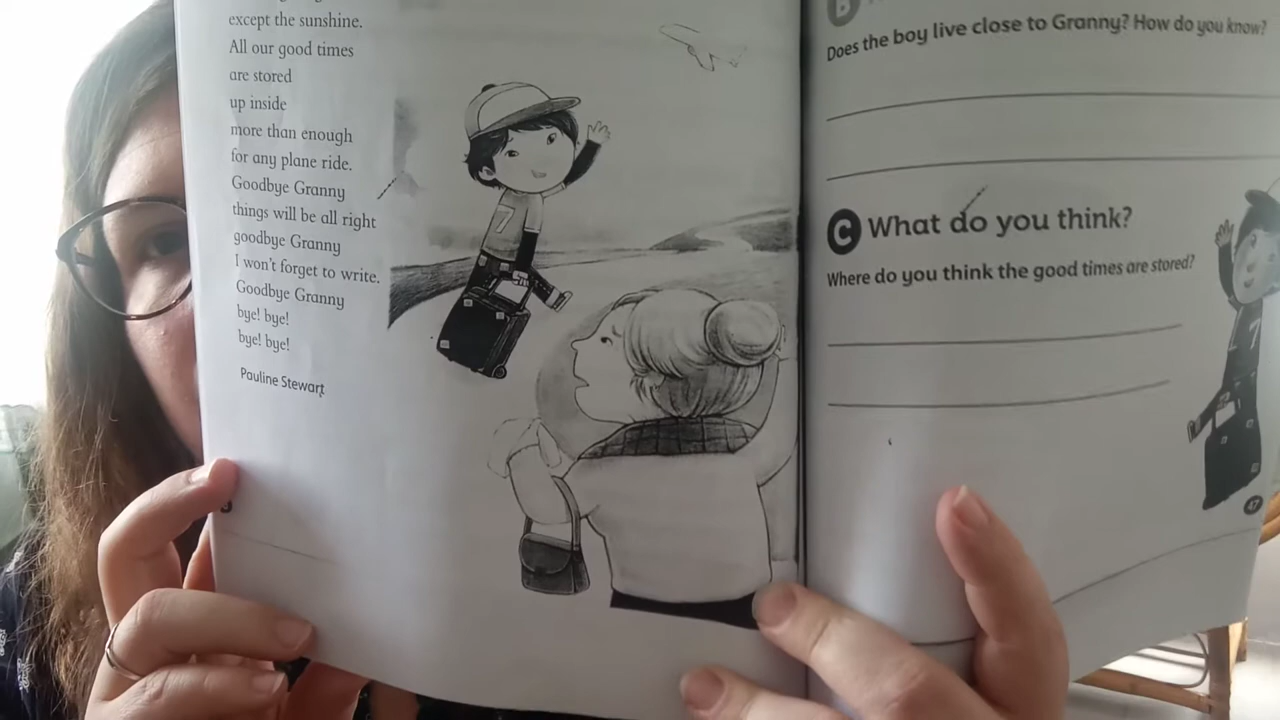 except the sunshine.
All our good times
are stored
up inside
more than enough
for any plane ride.
Goodbye Granny
things will be all right
goodbye Granny
I won't forget to write.
Goodbye Granny
bye! bye!
bye! bye!
Pauline Stewart
7
B
Does the boy live close to Granny? How do you know?
C What do you think?
Where do you think the good times are stored?
7
47